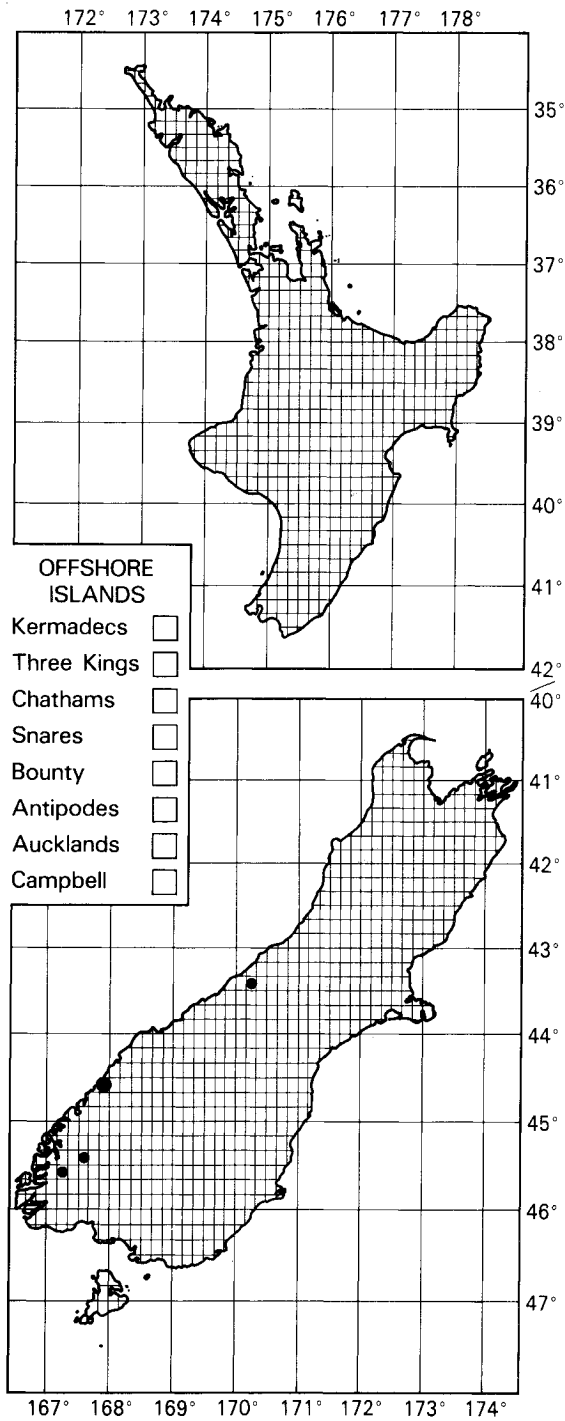 172° 173° 174° 175° 176° 177° 178°
35°
36°
37°
38°
39°
40°
41°
42°
OFFSHORE
ISLANDS
Kermadecs
Three Kings
Chathams
Snares
Bounty
Antipodes
Aucklands
Campbell
40°
41°
42°
43°
44°
45°
46°
47°
167° 168° 169° 170° 171° 172° 173° 174°